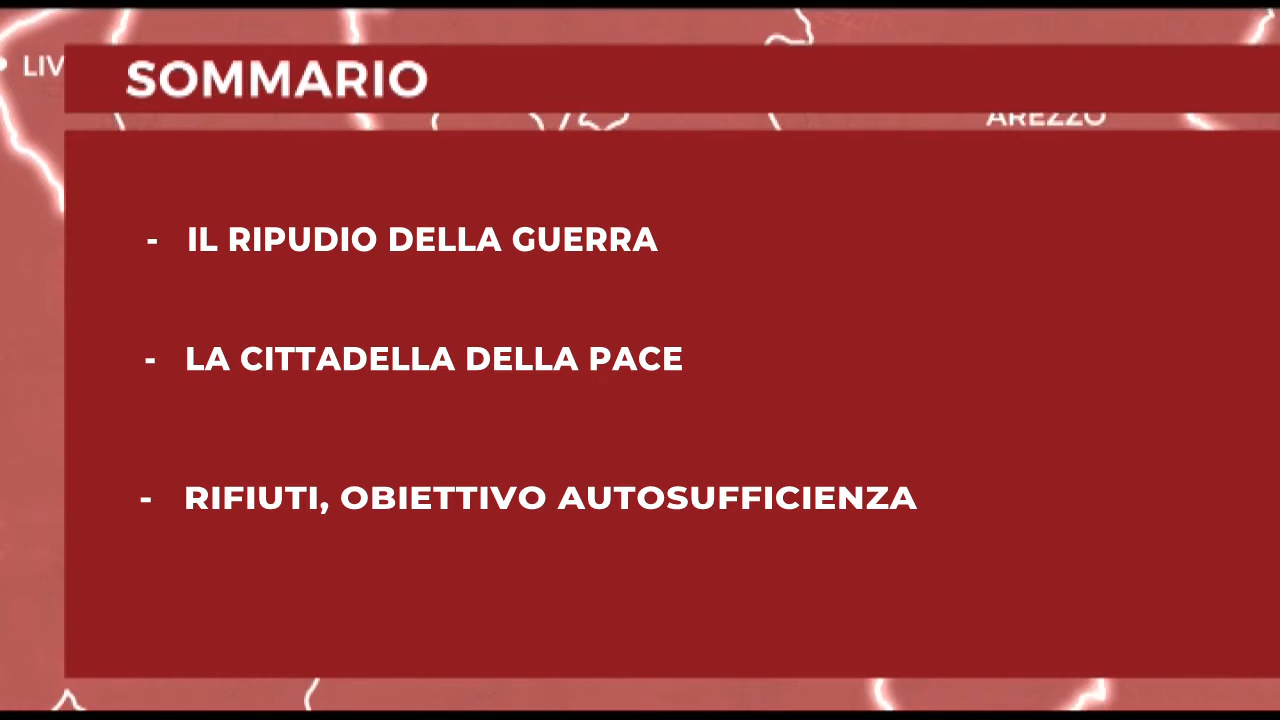 LIV
SOMMARIO
AREZZO
- IL RIPUDIO DELLA GUERRA
- LA CITTADELLA DELLA PACE
- RIFIUTI, OBIETTIVO AUTOSUFFICIENZA